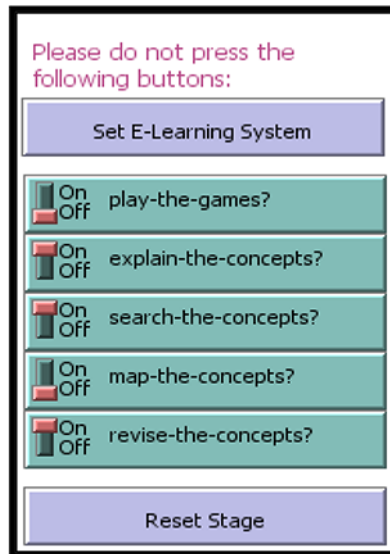 Please do not press the
following buttons:
Set E-Learning System
On
Off
play-the-games?
On
Off
explain-the-concepts?
On
Off
search-the-concepts?
On
Off
map-the-concepts?
On
Off
revise-the-concepts?
Reset Stage